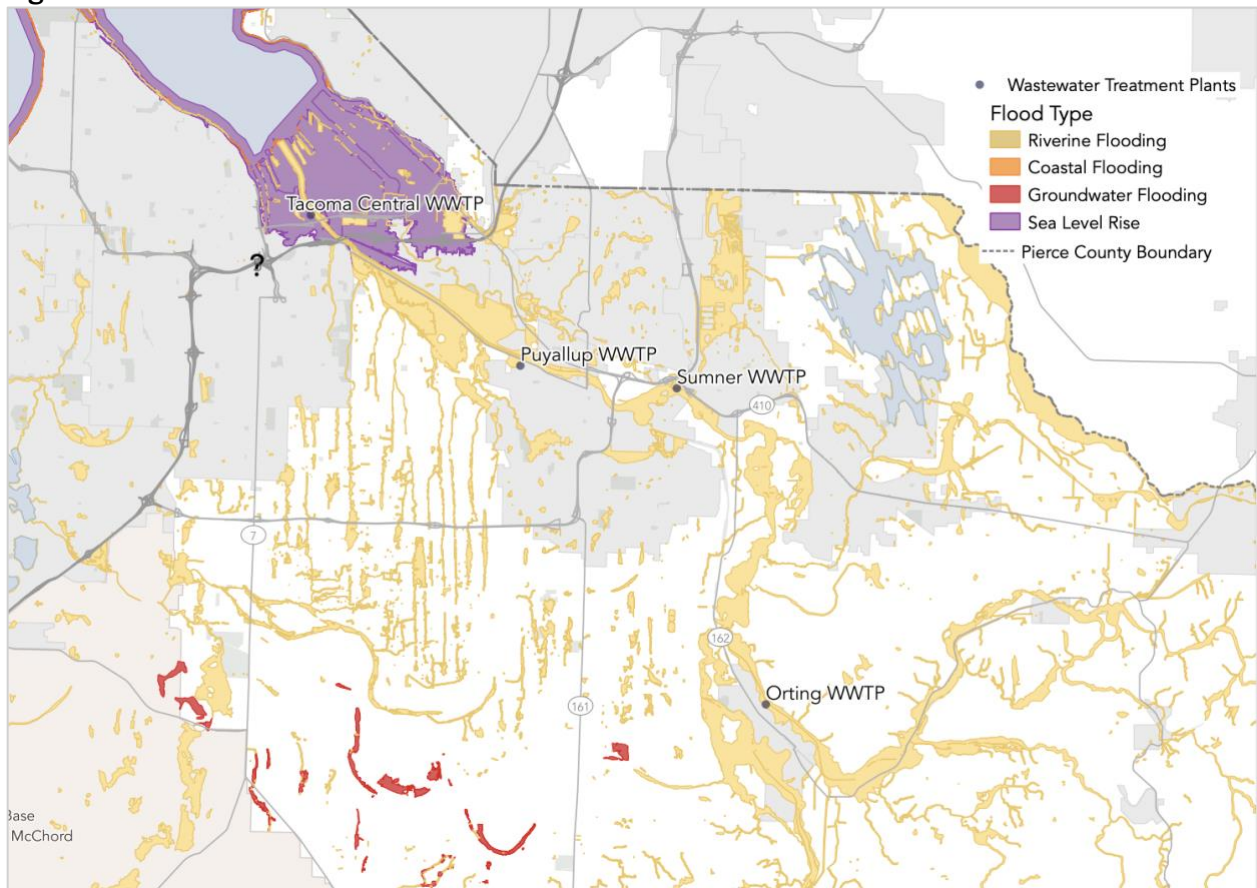 Wastewater Treatment Plants
Flood Type
Riverine Flooding
Coastal Flooding
Groundwater Flooding
Sea Level Rise
Pierce County Boundary
Tacoma Central WWTP
?
Puyallup WWTP
Sumner WWTP
410
7
162
Orting WWTP
161
Base
McChord